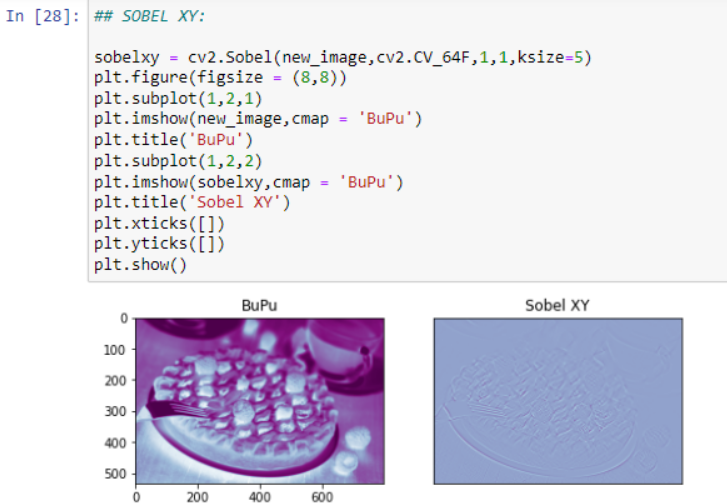 In [28]: ## SOBEL XY:
sobelxy = cv2.Sobel(new_image,cv2.CV_64F,1,1,ksize=5)
plt.figure(figsize = (8,8))
plt.subplot(1,2,1)
plt.imshow(new_image,cmap = 'BuPu')
plt.title('BuPu')
plt.subplot(1,2,2)
plt.imshow(sobelxy,cmap = 'BuPu')
plt.title('Sobel XY')
plt.xticks([])
plt.yticks([])
plt.show()
BuPu Sobel XY
0
100
200
300
400
500
0 200 400 600